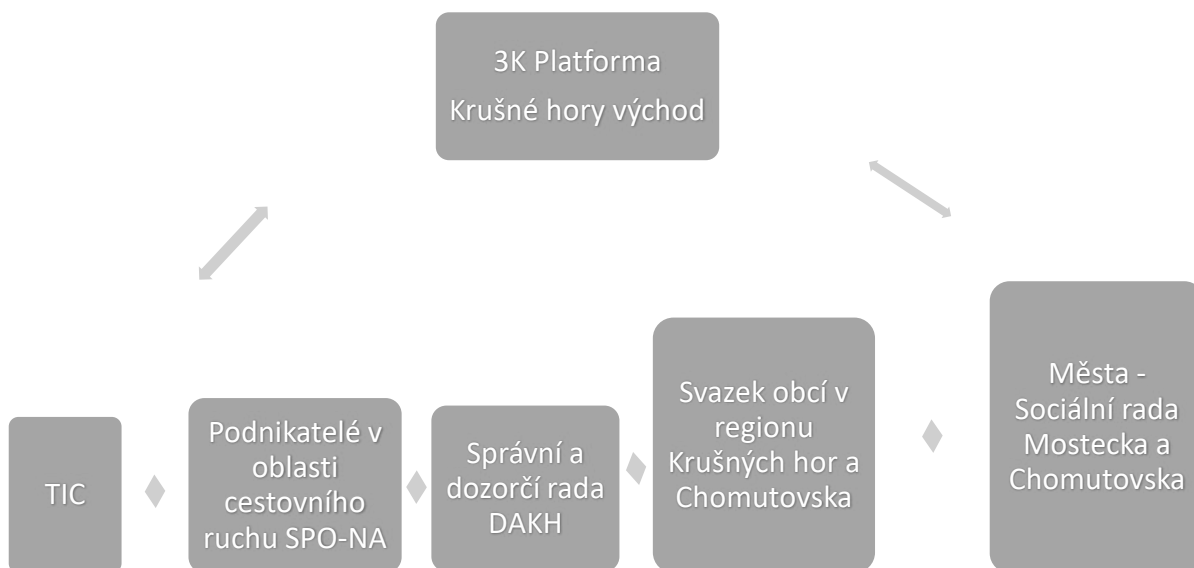 3K Platforma
Krušné hory východ
TIC
Podnikatelé v
oblasti
cestovního
ruchu SPO-NA
Správní a
dozorčí rada
DAKH
Svazek obcí v
regionu
Krušných hor a
Chomutovska
Města -
Sociální rada
Mostecka a
Chomutovska